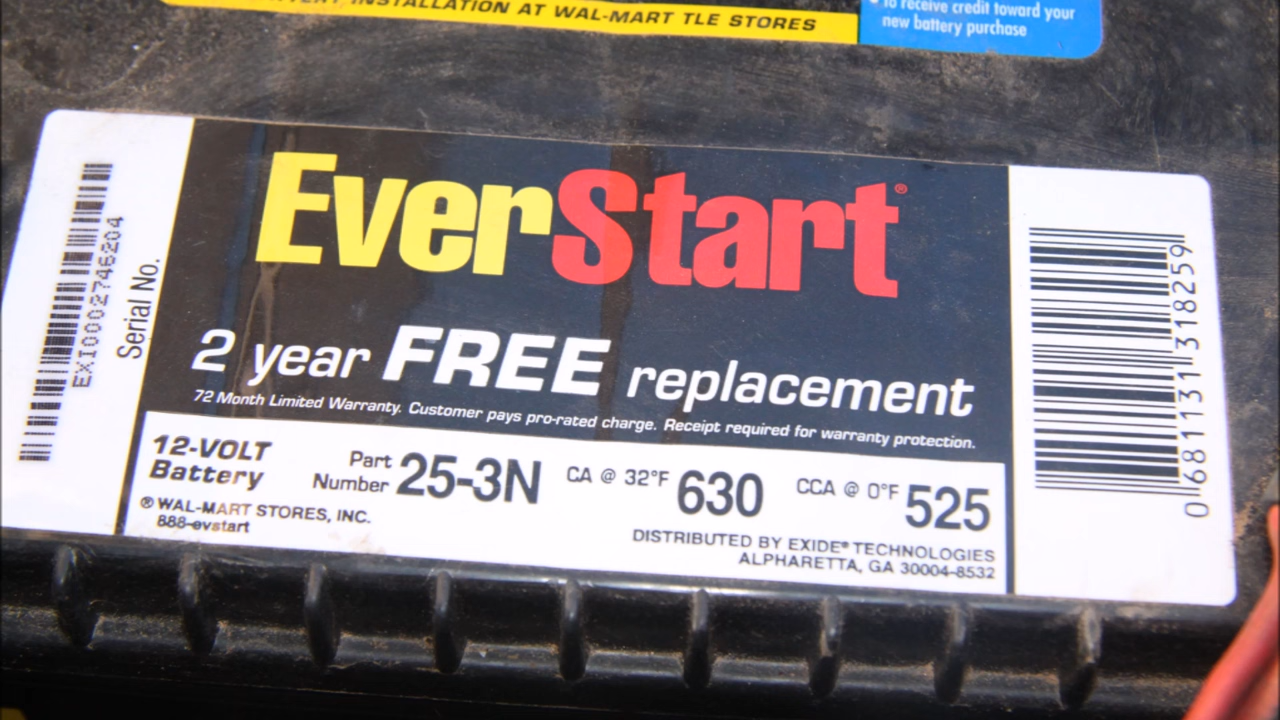 INSTALLATION AT WAL-MART TLE STORES
To receive credit toward your
new battery purchase
EverStart®
2 year FREE replacement
72 Month Limited Warranty. Customer pays pro-rated charge. Receipt required for warranty protection.
12-VOLT
Battery
Part
Number 25-3N
CA @ 32°F 630
CCA @ 0°F 525
® WAL-MART STORES, INC.
888-evstart
DISTRIBUTED BY EXIDE® TECHNOLOGIES
ALPHARETTA, GA 30004-8532
Serial No.
EXI0002746204
0 68113131825 9